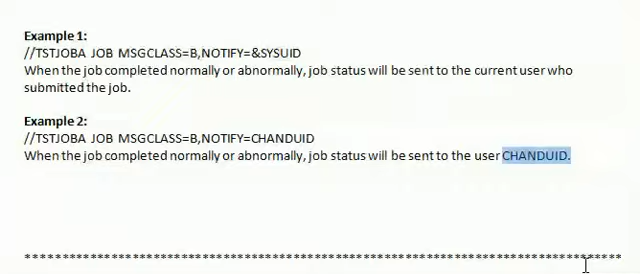 Example 1:
//TSTJOBA JOB MSGCLASS=B,NOTIFY=&SYSUID
When the job completed normally or abnormally, job status will be sent to the current user who
submitted the job.
Example 2:
//TSTJOBA JOB MSGCLASS=B,NOTIFY=CHANDUID
When the job completed normally or abnormally, job status will be sent to the user CHANDUID.
*******************************************************************************